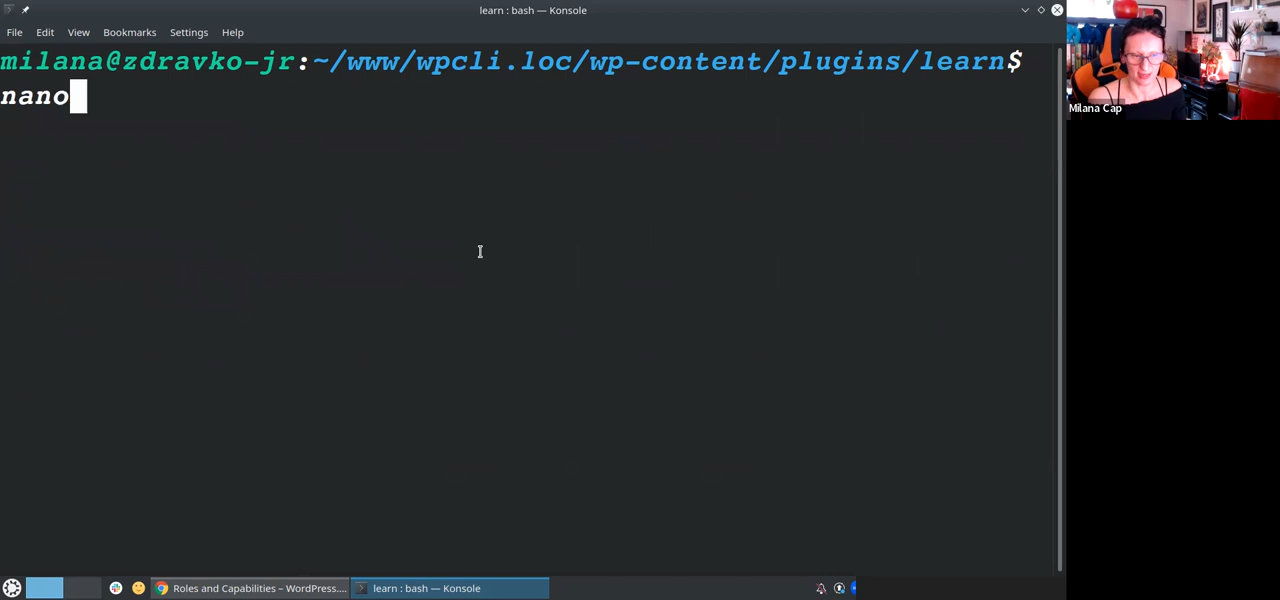 learn : bash — Konsole
File Edit View Bookmarks Settings Help
milana@zdravko-jr:~/www/wpcli.loc/wp-content/plugins/learn$
nano
Milana Cap
Roles and Capabilities – WordPress....
learn : bash — Konsole